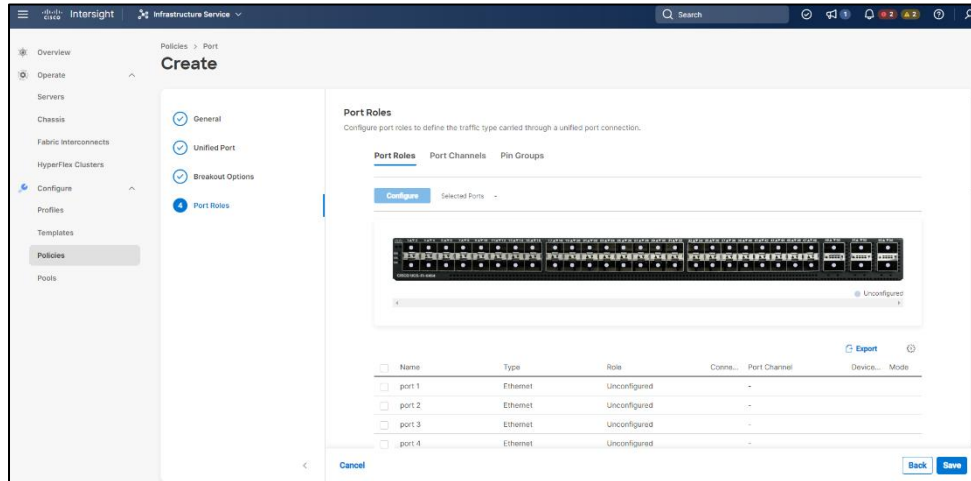 cisco Intersight Infrastructure Service Search 1 2 2
Overview
Operate
Servers
Chassis
Fabric Interconnects
HyperFlex Clusters
Configure
Profiles
Templates
Policies
Pools
Policies > Port
Create
General
Unified Port
Breakout Options
4 Port Roles
Port Roles
Configure port roles to define the traffic type carried through a unified port connection.
Port Roles Port Channels Pin Groups
Configure Selected Ports -
Unconfigured
Export
Name Type Role Conne... Port Channel Device... Mode
port 1 Ethernet Unconfigured -
port 2 Ethernet Unconfigured -
port 3 Ethernet Unconfigured -
port 4 Ethernet Unconfigured -
Cancel Back Save